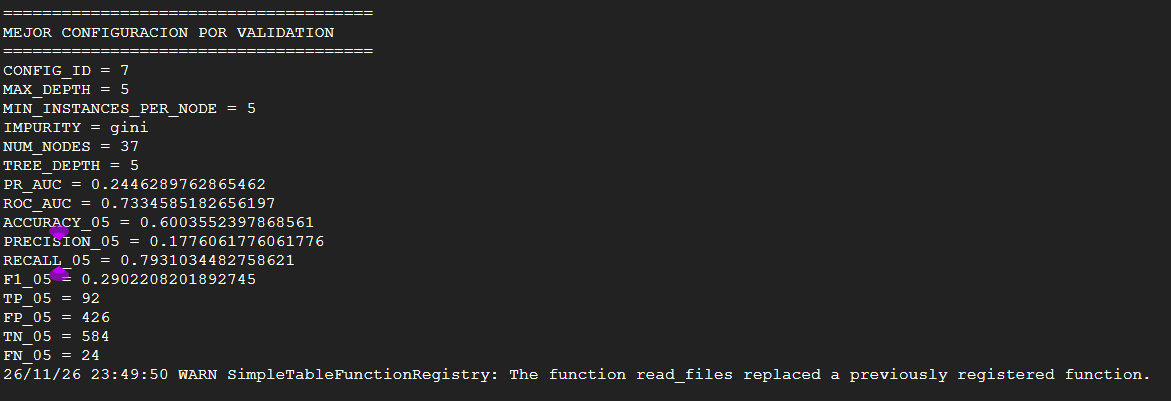 ======================================
MEJOR CONFIGURACION POR VALIDATION
======================================
CONFIG_ID = 7
MAX_DEPTH = 5
MIN_INSTANCES_PER_NODE = 5
IMPURITY = gini
NUM_NODES = 37
TREE_DEPTH = 5
PR_AUC = 0.2446289762865462
ROC_AUC = 0.7334585182656197
ACCURACY_05 = 0.6003552397868561
PRECISION_05 = 0.1776061776061776
RECALL_05 = 0.7931034482758621
F1_05 = 0.2902208201892745
TP_05 = 92
FP_05 = 426
TN_05 = 584
FN_05 = 24
26/11/26 23:49:50 WARN SimpleTableFunctionRegistry: The function read_files replaced a previously registered function.